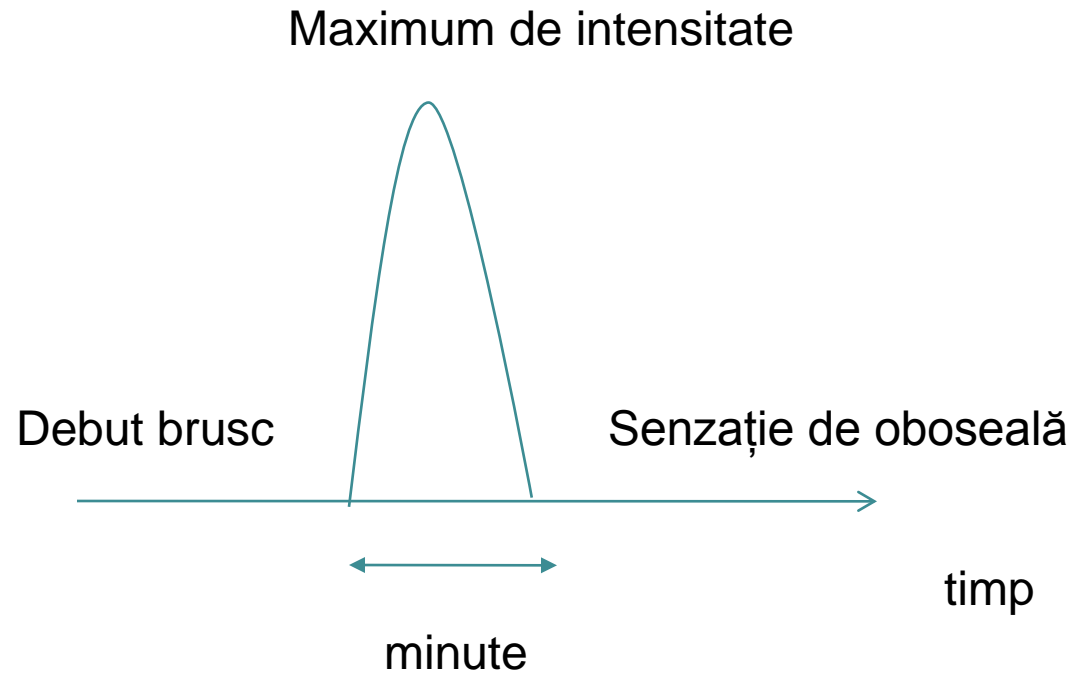 Maximum de intensitate
Debut brusc
Senzație de oboseală
timp
minute